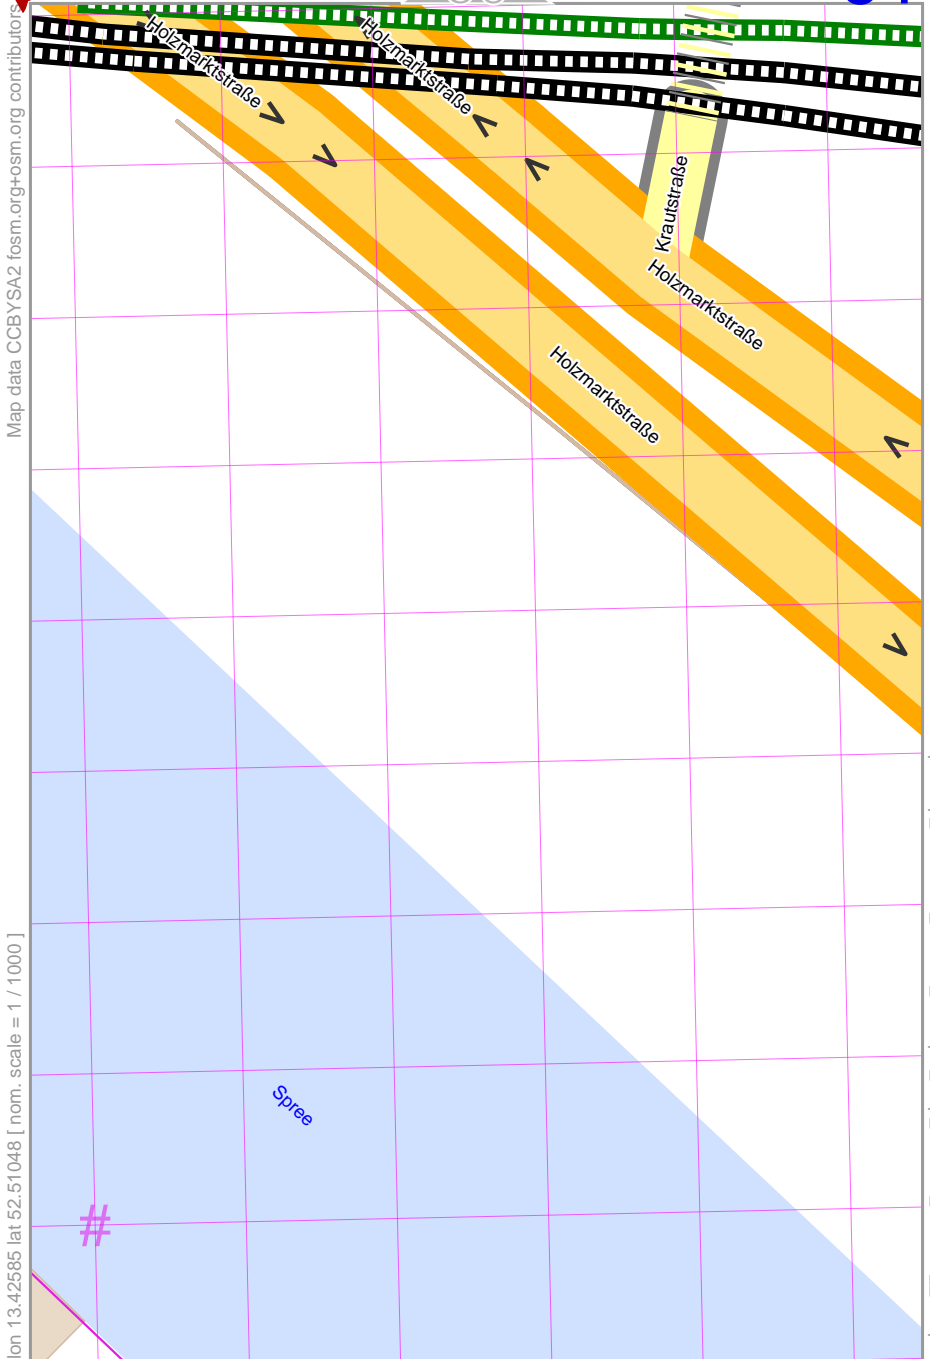 Holzmarktstraße
Holzmarktstraße
Krautstraße
Holzmarktstraße
Holzmarktstraße
Spree
#
Map data CCBYSA2 fosm.org+osm.org contributors
lon 13.42585 lat 52.51048 [ nom. scale = 1 / 1000 ]